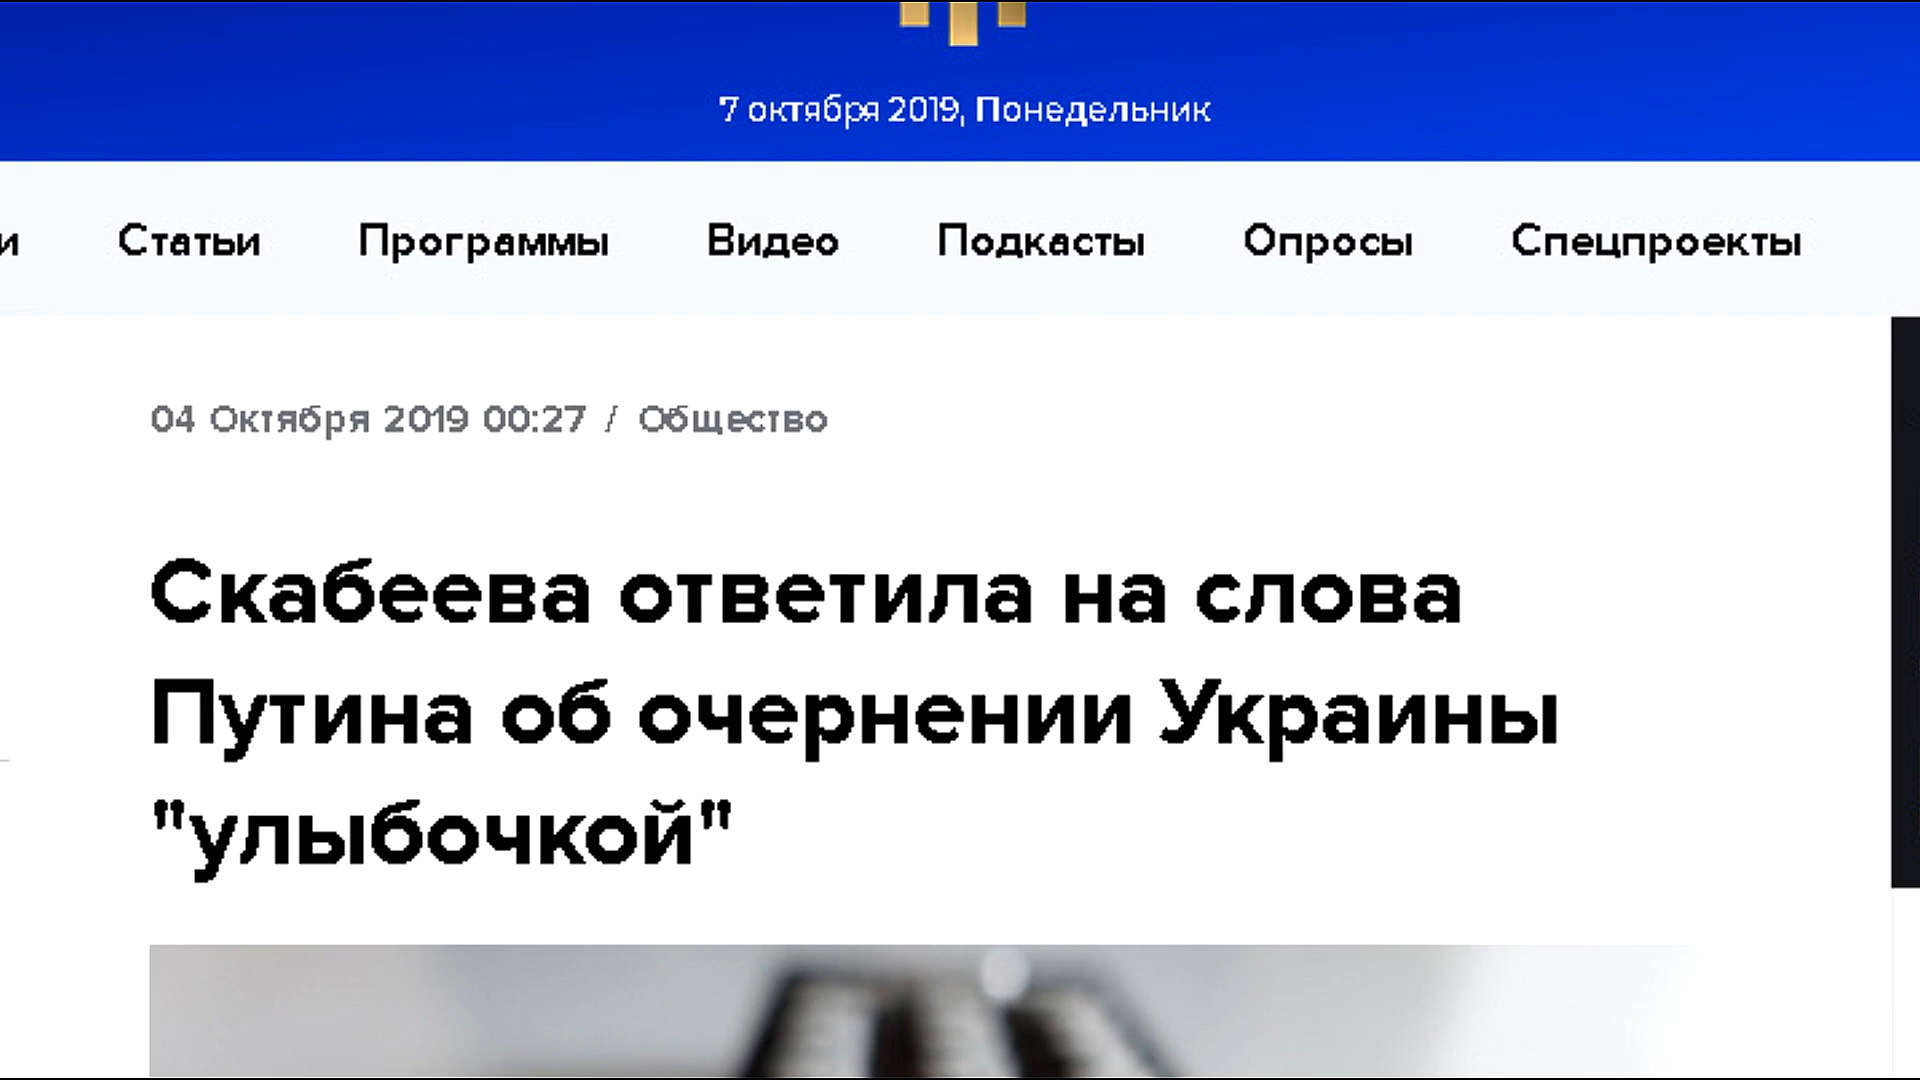 7 октября 2019, Понедельник
и Статьи Программы Видео Подкасты Опросы Спецпроекты
04 Октября 2019 00:27 / Общество
Скабеева ответила на слова
Путина об очернении Украины
"улыбочкой"